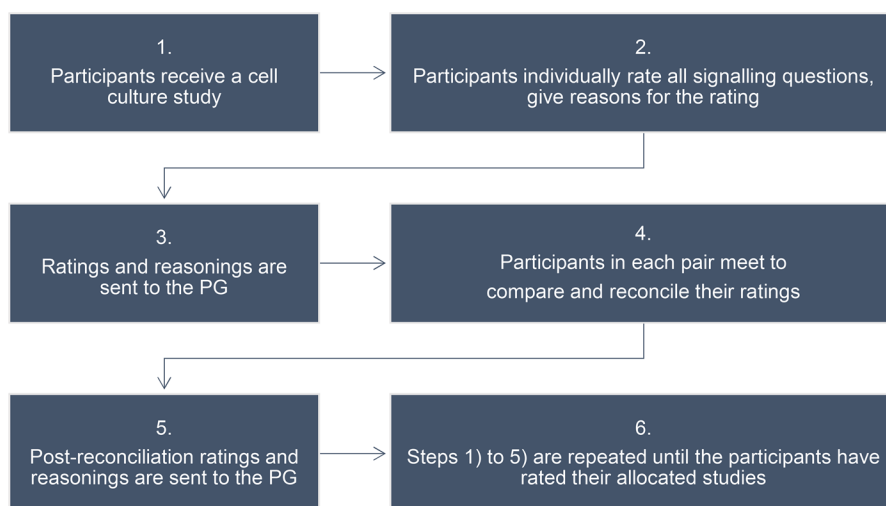 1.
Participants receive a cell
culture study
2.
Participants individually rate all signalling questions,
give reasons for the rating
3.
Ratings and reasonings are
sent to the PG
4.
Participants in each pair meet to
compare and reconcile their ratings
5.
Post-reconciliation ratings and
reasonings are sent to the PG
6.
Steps 1) to 5) are repeated until the participants have
rated their allocated studies